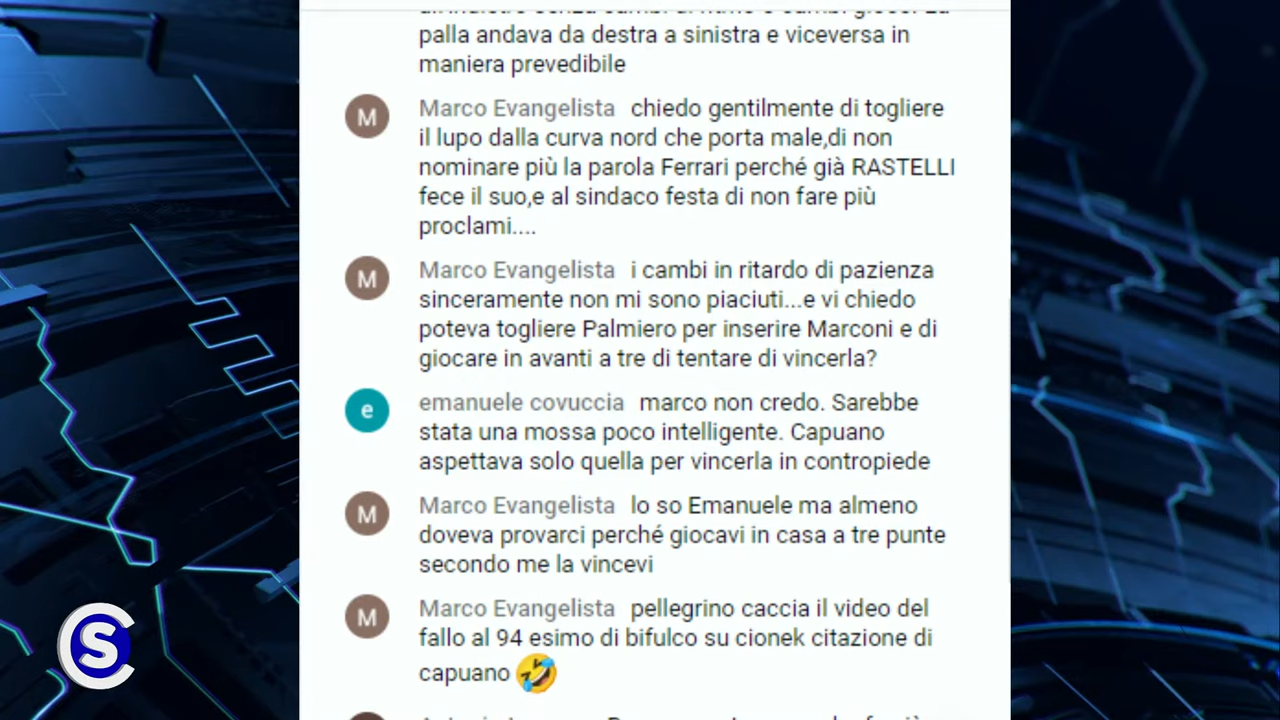 palla andava da destra a sinistra e viceversa in
maniera prevedibile
M
Marco Evangelista chiedo gentilmente di togliere
il lupo dalla curva nord che porta male,di non
nominare più la parola Ferrari perché già RASTELLI
fece il suo,e al sindaco festa di non fare più
proclami....
M
Marco Evangelista i cambi in ritardo di pazienza
sinceramente non mi sono piaciuti...e vi chiedo
poteva togliere Palmiero per inserire Marconi e di
giocare in avanti a tre di tentare di vincerla?
e
emanuele covuccia marco non credo. Sarebbe
stata una mossa poco intelligente. Capuano
aspettava solo quella per vincerla in contropiede
M
Marco Evangelista lo so Emanuele ma almeno
doveva provarci perché giocavi in casa a tre punte
secondo me la vincevi
M
Marco Evangelista pellegrino caccia il video del
fallo al 94 esimo di bifulco su cionek citazione di
capuano 🤣
CS